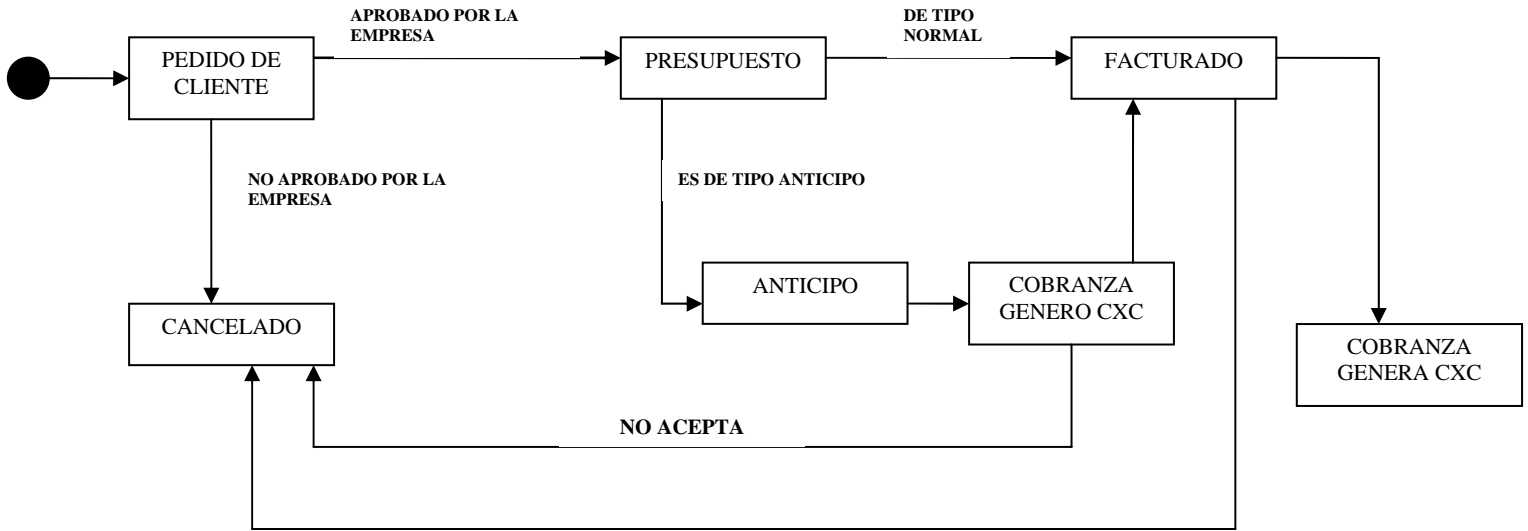 APROBADO POR LA
EMPRESA
DE TIPO
NORMAL
PEDIDO DE
CLIENTE
PRESUPUESTO
FACTURADO
NO APROBADO POR LA
EMPRESA
ES DE TIPO ANTICIPO
ANTICIPO
COBRANZA
GENERO CXC
CANCELADO
COBRANZA
GENERA CXC
NO ACEPTA